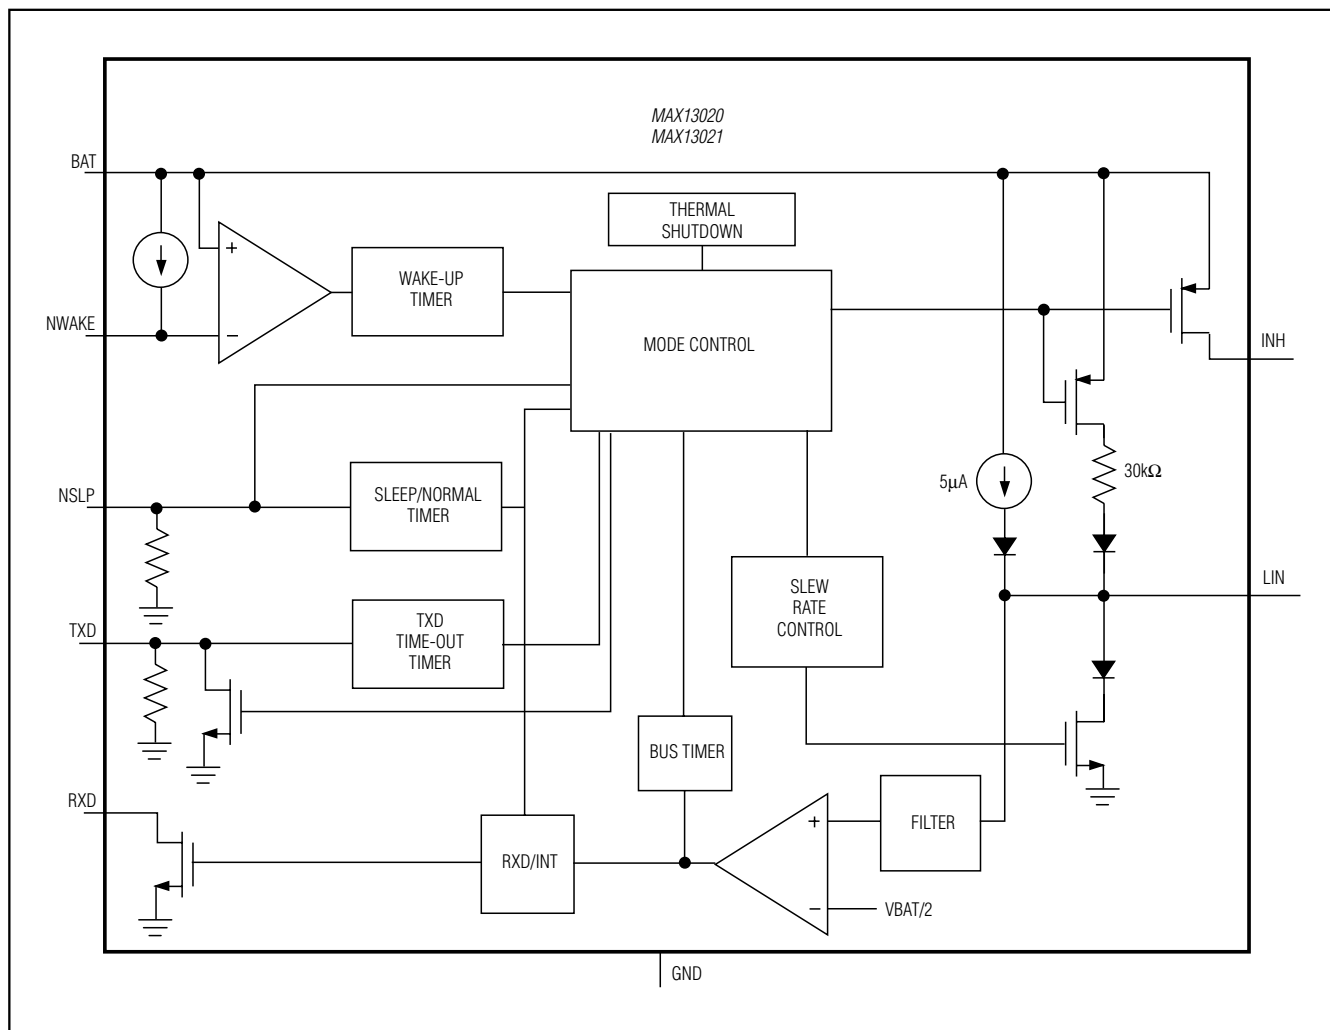 MAX13020
MAX13021
BAT
THERMAL
SHUTDOWN
+
WAKE-UP
TIMER
NWAKE
−
MODE CONTROL
INH
NSLP
SLEEP/NORMAL
TIMER
5µA
30kΩ
SLEW
RATE
CONTROL
LIN
TXD
TXD
TIME-OUT
TIMER
BUS TIMER
RXD
RXD/INT
+
FILTER
−
VBAT/2
GND